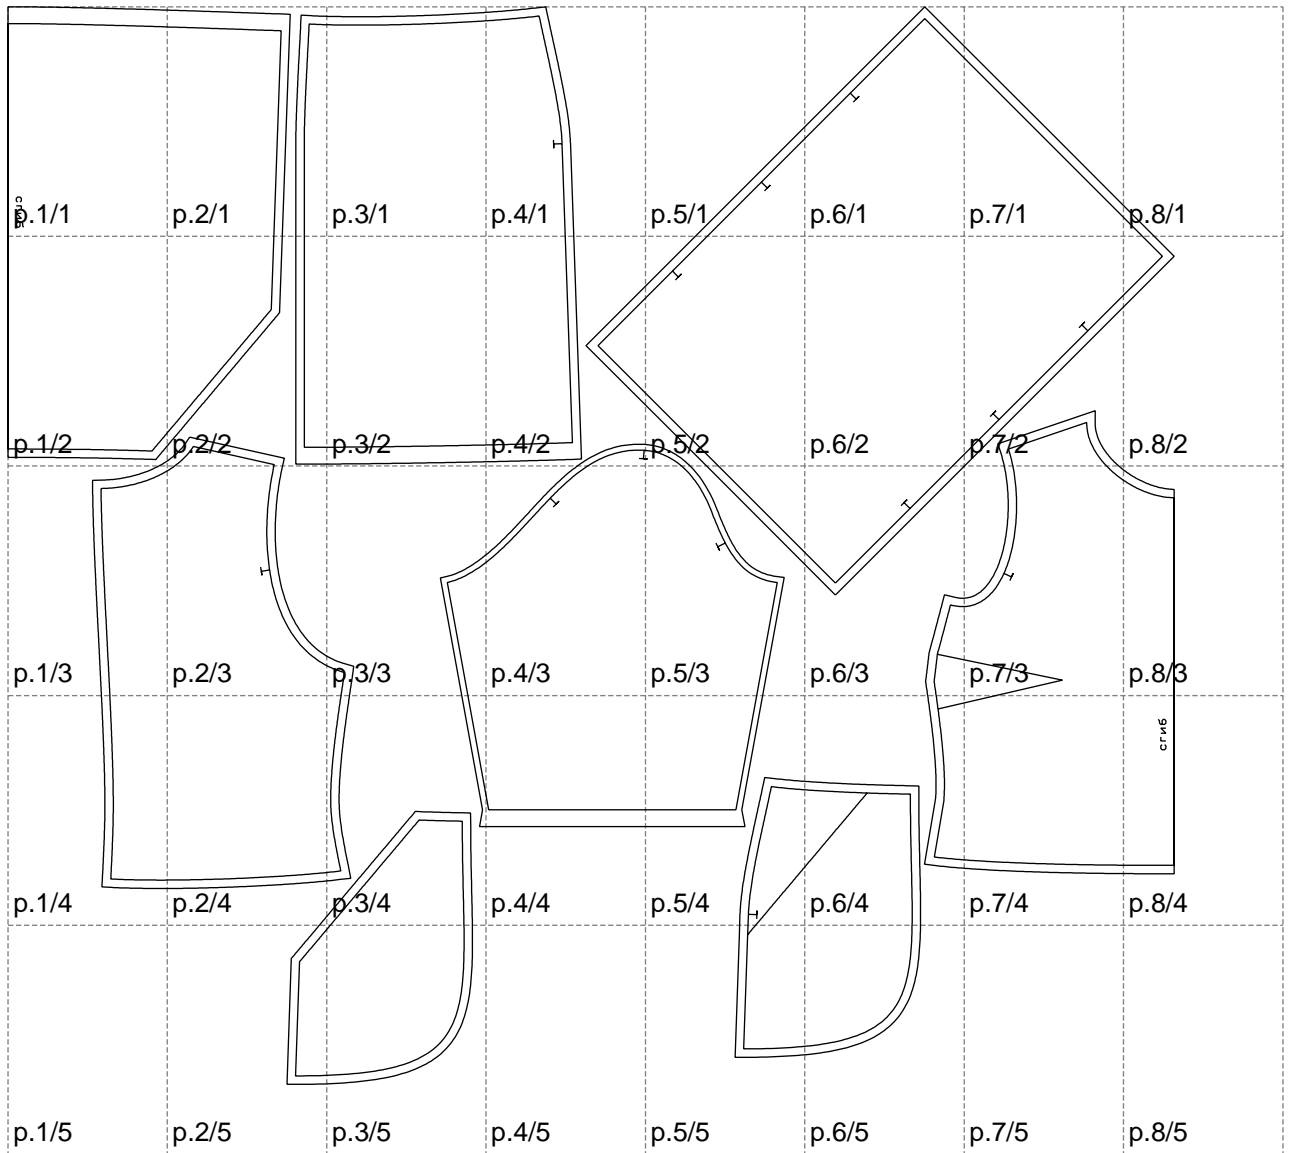 p.1/1 p.2/1 p.3/1 p.4/1 p.5/1 p.6/1 p.7/1 p.8/1
сгиб
p.1/2 p.2/2 p.3/2 p.4/2 p.5/2 p.6/2 p.7/2 p.8/2
p.1/3 p.2/3 p.3/3 p.4/3 p.5/3 p.6/3 p.7/3 p.8/3
сгиб
p.1/4 p.2/4 p.3/4 p.4/4 p.5/4 p.6/4 p.7/4 p.8/4
p.1/5 p.2/5 p.3/5 p.4/5 p.5/5 p.6/5 p.7/5 p.8/5